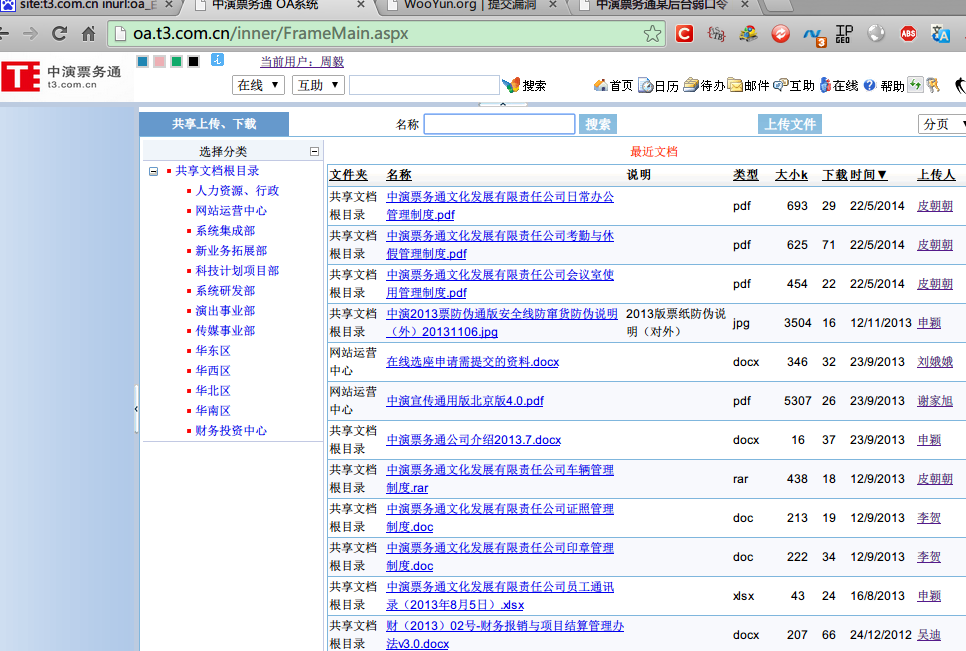 site:t3.com.cn inurl:oa_E
中演票务通 OA系统
WooYun.org | 提交漏洞
中演票务通某后台弱口令
oa.t3.com.cn/inner/FrameMain.aspx
中演票务通
t3.com.cn
当前用户：周毅
在线 互助 搜索
首页 日历 待办 邮件 互助 在线 帮助
共享上传、下载
名称 搜索 上传文件 分页
选择分类
共享文档根目录
人力资源、行政
网站运营中心
系统集成部
新业务拓展部
科技计划项目部
系统研发部
演出事业部
传媒事业部
华东区
华西区
华北区
华南区
财务投资中心
最近文档
文件夹 名称 说明 类型 大小k 下载 时间▼ 上传人
共享文档根目录 中演票务通文化发展有限责任公司日常办公管理制度.pdf pdf 693 29 22/5/2014 皮朝朝
共享文档根目录 中演票务通文化发展有限责任公司考勤与休假管理制度.pdf pdf 625 71 22/5/2014 皮朝朝
共享文档根目录 中演票务通文化发展有限责任公司会议室使用管理制度.pdf pdf 454 22 22/5/2014 皮朝朝
共享文档根目录 中演2013票防伪通版安全线防窜货防伪说明（外）20131106.jpg 2013版票纸防伪说明（对外） jpg 3504 16 12/11/2013 申颖
网站运营中心 在线选座申请需提交的资料.docx docx 346 32 23/9/2013 刘娥娥
网站运营中心 中演宣传通用版北京版4.0.pdf pdf 5307 26 23/9/2013 谢家旭
共享文档根目录 中演票务通公司介绍2013.7.docx docx 16 37 23/9/2013 申颖
共享文档根目录 中演票务通文化发展有限责任公司车辆管理制度.rar rar 438 18 12/9/2013 皮朝朝
共享文档根目录 中演票务通文化发展有限责任公司证照管理制度.doc doc 213 19 12/9/2013 李贺
共享文档根目录 中演票务通文化发展有限责任公司印章管理制度.doc doc 222 34 12/9/2013 李贺
共享文档根目录 中演票务通文化发展有限责任公司员工通讯录（2013年8月5日）.xlsx xlsx 43 24 16/8/2013 申颖
共享文档根目录 财（2013）02号-财务报销与项目结算管理办法v3.0.docx docx 207 66 24/12/2012 吴迪